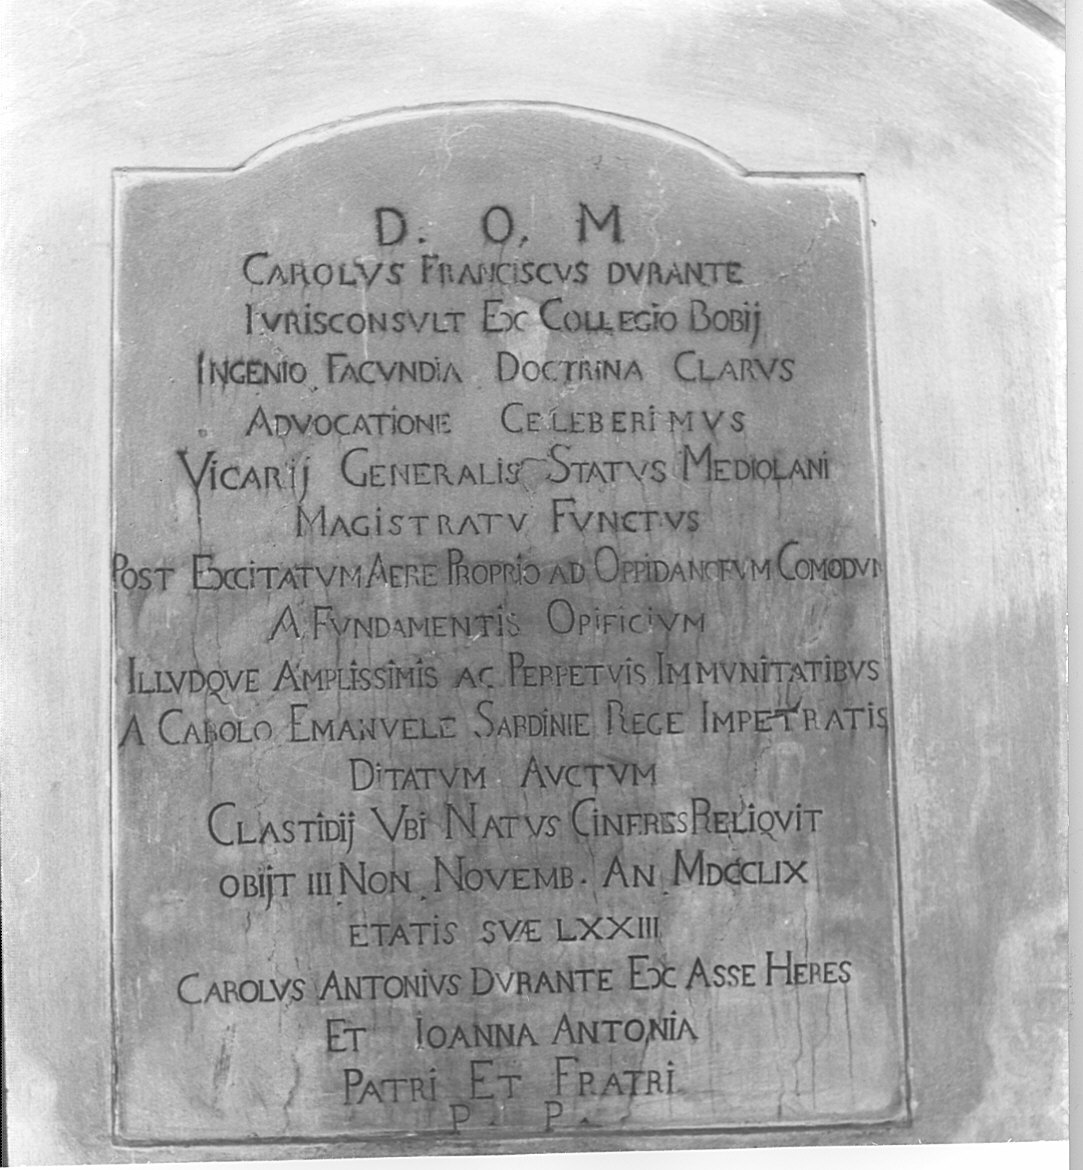 D. O. M
CAROLVS FRANCISCVS DVRANTE
IVRISCONSVLT EX COLLEGIO BOBIJ
INGENIO FACVNDIA DOCTRINA CLARVS
ADVOCATIONE CELEBERIMVS
VICARIJ GENERALIS STATVS MEDIOLANI
MAGISTRATV FVNCTVS
POST EXCITATVM AERE PROPRIO AD OPPIDANORVM COMODVM
A FVNDAMENTIS OPIFICIVM
ILLVDQVE AMPLISSIMIS AC PERPETVIS IMMVNITATIBVS
A CAROLO EMANVELE SARDINIE REGE IMPETRATIS
DITATVM AVCTVM
CLASTIDIJ VBI NATVS CINERES RELIQVIT
OBIJT III NON. NOVEMB. AN. MDCCLIX
ETATIS SVÆ LXXIII
CAROLVS ANTONIVS DVRANTE EX ASSE HERES
ET IOANNA ANTONIA
PATRI ET FRATRI
P. P.